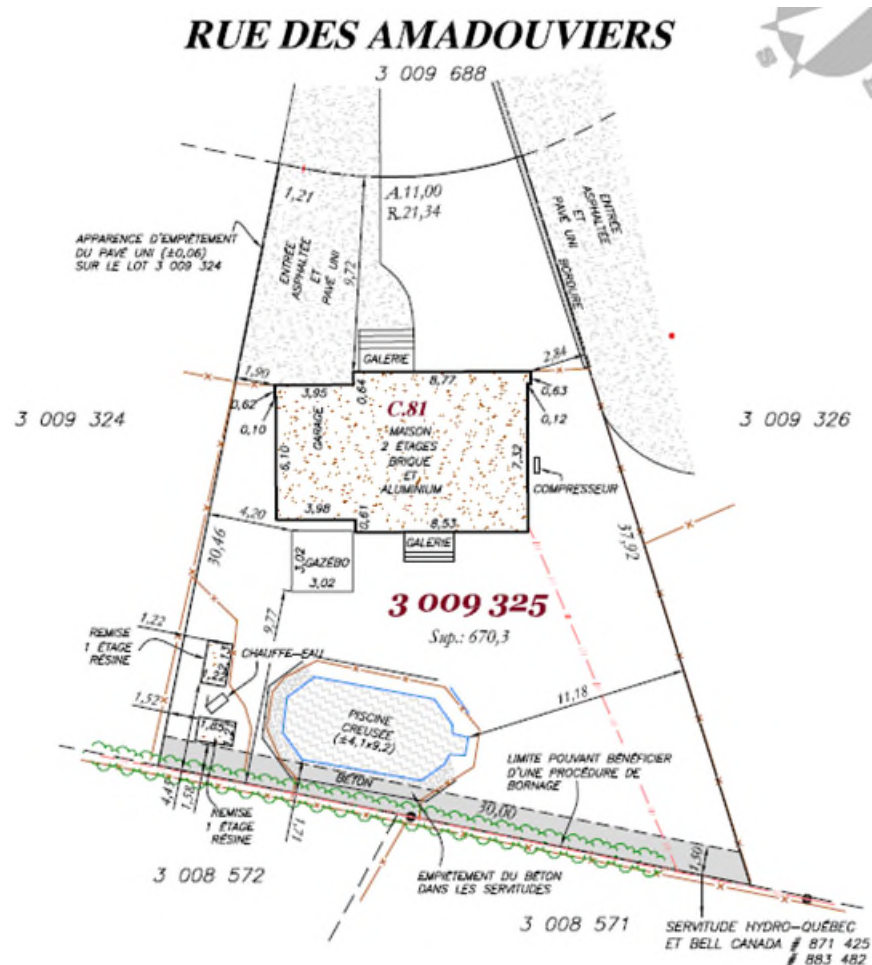 RUE DES AMADOUVIERS
3 009 688
S
1,21
A.11,00
R.21,34
ENTRÉE
ASPHALTÉE
ET
PAVÉ UNI
BORDURE
APPARENCE D'EMPIÈTEMENT
DU PAVÉ UNI (±0,06)
SUR LE LOT 3 009 324
ENTRÉE
ASPHALTÉE
ET
PAVÉ UNI
9,72
GALERIE
2,84
1,90
3,95
0,64
8,77
0,63
0,12
0,62
0,10
3 009 324
3 009 326
C.81
MAISON
2 ÉTAGES
BRIQUE
ET
ALUMINIUM
GARAGE
6,10
7,32
COMPRESSEUR
3,98
0,61
8,53
4,20
GALERIE
30,46
37,92
3,02
GAZÉBO
3,02
3 009 325
Sup.: 670,3
9,77
1,22
REMISE
1 ÉTAGE
RÉSINE
CHAUFFE-EAU
11,18
1,52
1,85
PISCINE
CREUSÉE
(±4,1x9,2)
LIMITE POUVANT BÉNÉFICIER
D'UNE PROCÉDURE DE
BORNAGE
BÉTON
30,00
1,58
1,71
REMISE
1 ÉTAGE
RÉSINE
1,50
3 008 572
EMPIÈTEMENT DU BÉTON
DANS LES SERVITUDES
3 008 571
SERVITUDE HYDRO-QUÉBEC
ET BELL CANADA # 871 425
# 883 482